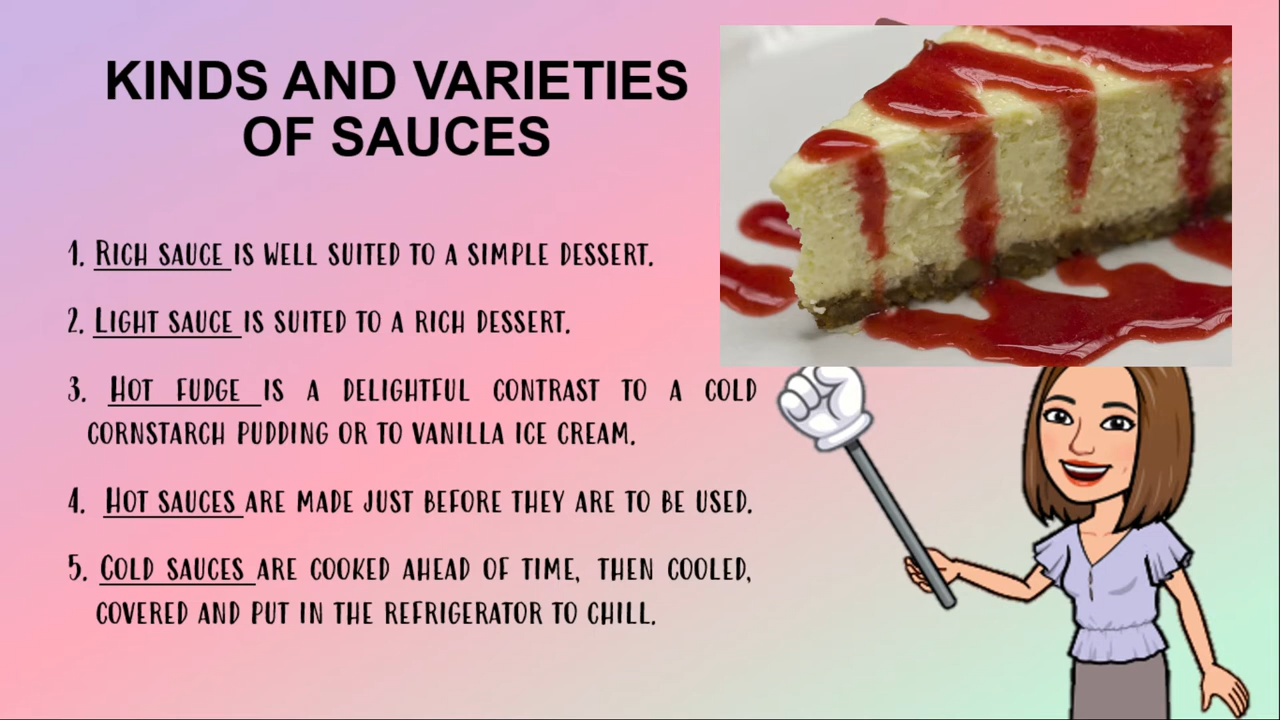 KINDS AND VARIETIES
OF SAUCES
1. RICH SAUCE IS WELL SUITED TO A SIMPLE DESSERT.
2. LIGHT SAUCE IS SUITED TO A RICH DESSERT.
3. HOT FUDGE IS A DELIGHTFUL CONTRAST TO A COLD
CORNSTARCH PUDDING OR TO VANILLA ICE CREAM.
4. HOT SAUCES ARE MADE JUST BEFORE THEY ARE TO BE USED.
5. COLD SAUCES ARE COOKED AHEAD OF TIME, THEN COOLED,
COVERED AND PUT IN THE REFRIGERATOR TO CHILL.